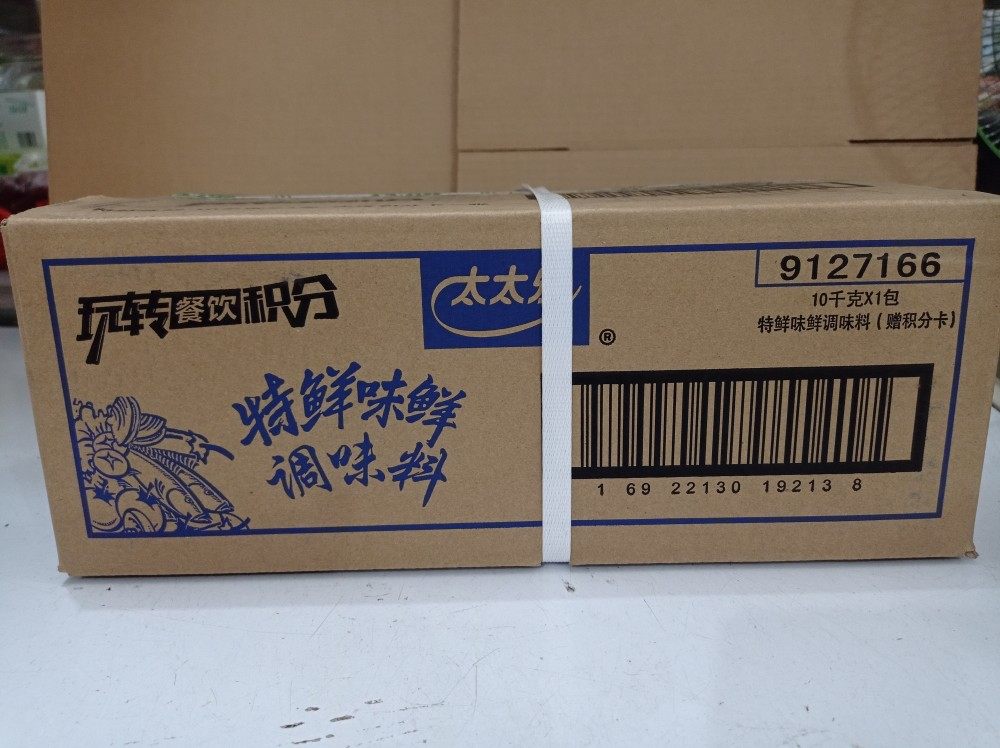 玩转餐饮积分
太太
®
9127166
10千克X1包
特鲜味鲜调味料(赠积分卡)
特鲜味鲜
调味料
1 69 22130 19213 8